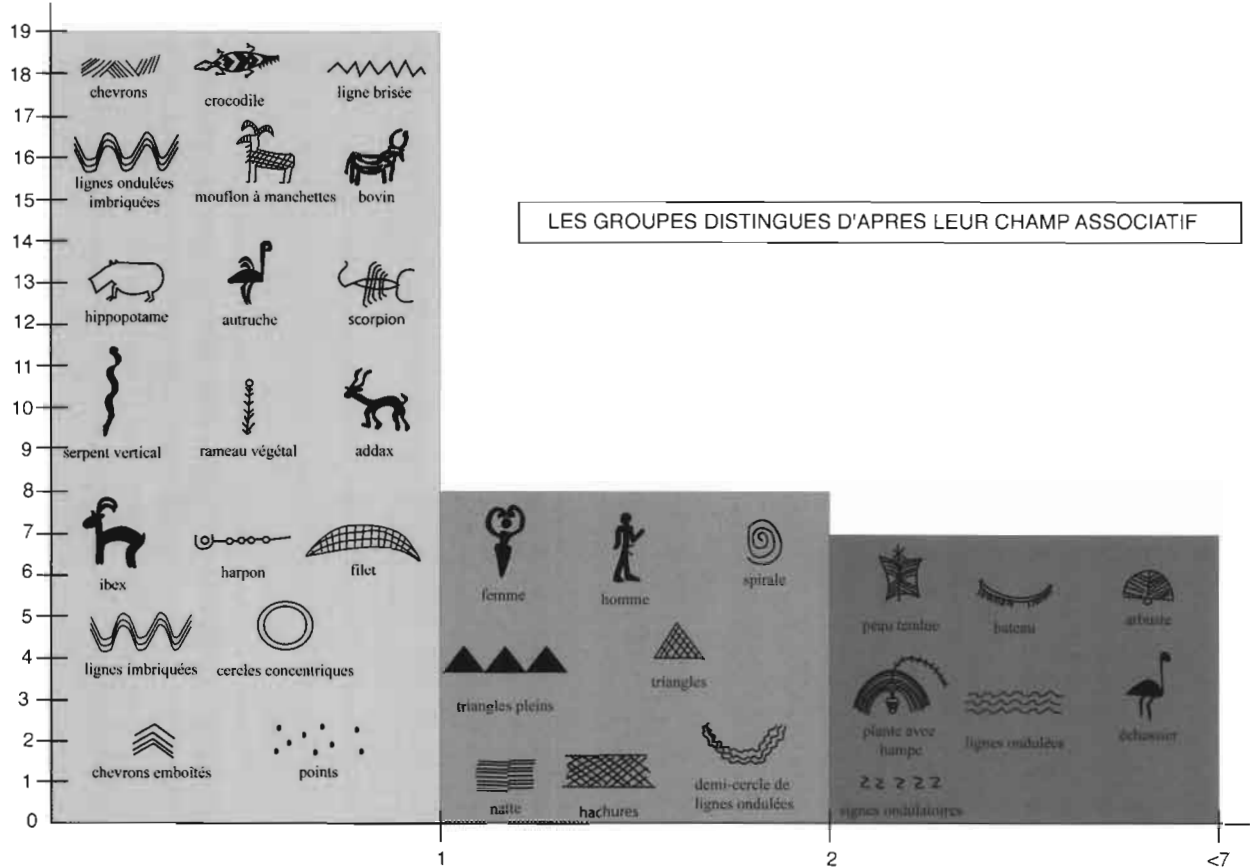 LES GROUPES DISTINGUES D'APRES LEUR CHAMP ASSOCIATIF
19
18
17
16
15
14
13
12
11
10
9
8
7
6
5
4
3
2
1
0
chevrons
crocodile
ligne brisée
lignes ondulées
imbriquées
mouflon à manchettes
bovin
hippopotame
autruche
scorpion
serpent vertical
rameau végétal
addax
ibex
harpon
filet
lignes imbriquées
cercles concentriques
chevrons emboîtés
points
femme
homme
spirale
triangles pleins
triangles
natte
hachures
demi-cercle de
lignes ondulées
peau tendue
bateau
arbuste
plante avec
hampe
lignes ondulées
échassier
signes ondulatoires
1
2
<7